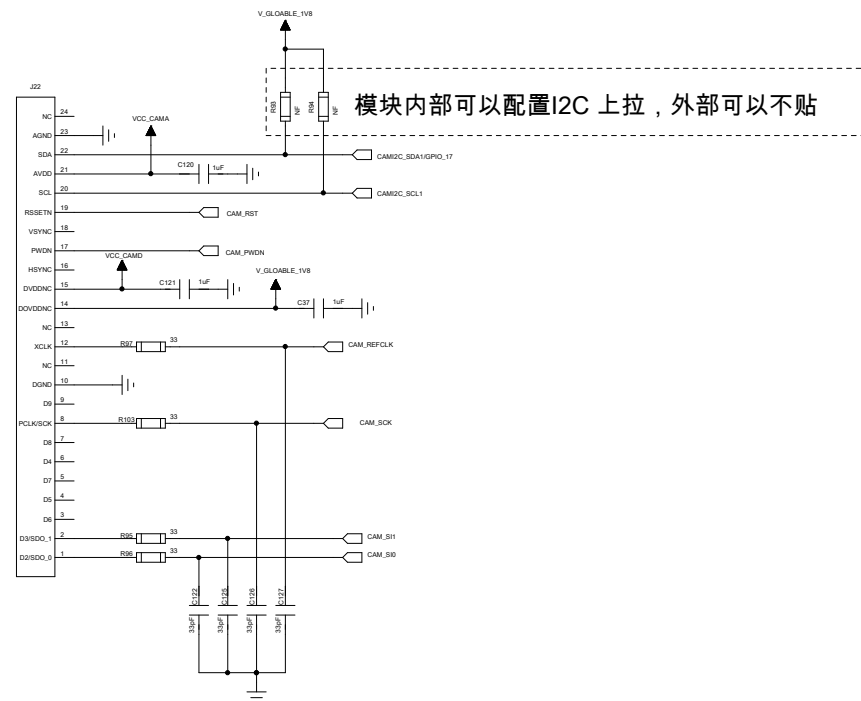 V_GLOABLE_1V8
J22
R93
NF
R94
NF
模块内部可以配置I2C 上拉，外部可以不贴
NC
24
VCC_CAMA
AGND
23
SDA
22
CAMI2C_SDA1/GPIO_17
AVDD
21
C120
1uF
SCL
20
CAMI2C_SCL1
RSSETN
19
CAM_RST
VSYNC
18
PWDN
17
CAM_PWDN
VCC_CAMD
HSYNC
16
V_GLOABLE_1V8
DVDDNC
15
C121
1uF
DOVDDNC
14
C37
1uF
NC
13
XCLK
12
R97
33
CAM_REFCLK
NC
11
DGND
10
D9
9
PCLK/SCK
8
R103
33
CAM_SCK
D8
7
D4
6
D7
5
D5
4
D6
3
D3/SDO_1
2
R95
33
CAM_SI1
D2/SDO_0
1
R96
33
CAM_SI0
C122
33pF
C125
33pF
C126
33pF
C127
33pF